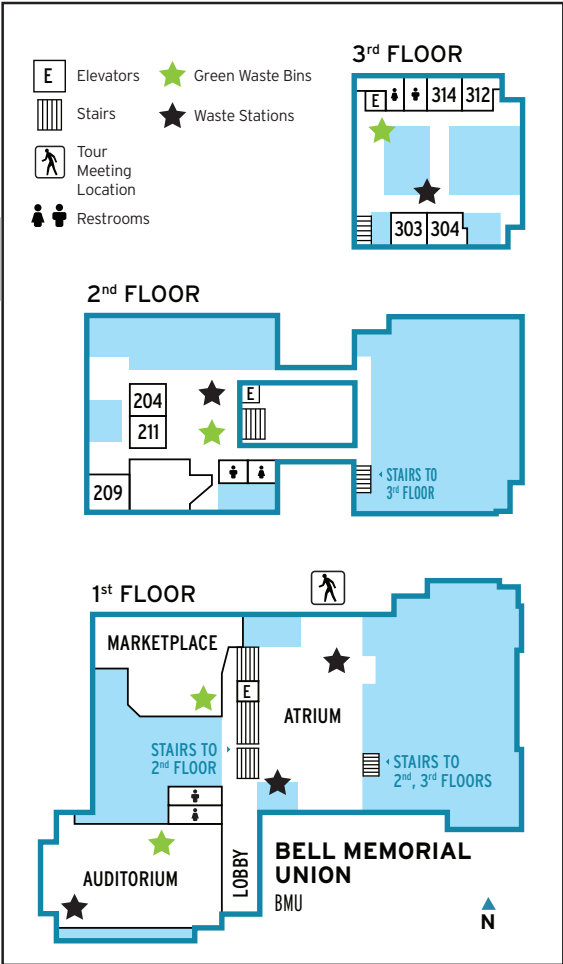 E Elevators
Green Waste Bins
Stairs
Waste Stations
Tour
Meeting
Location
Restrooms
3rd FLOOR
E
314
312
303
304
2nd FLOOR
204
211
209
E
STAIRS TO
3rd FLOOR
1st FLOOR
MARKETPLACE
E
ATRIUM
STAIRS TO
2nd FLOOR
STAIRS TO
2nd, 3rd FLOORS
AUDITORIUM
LOBBY
BELL MEMORIAL
UNION
BMU
N